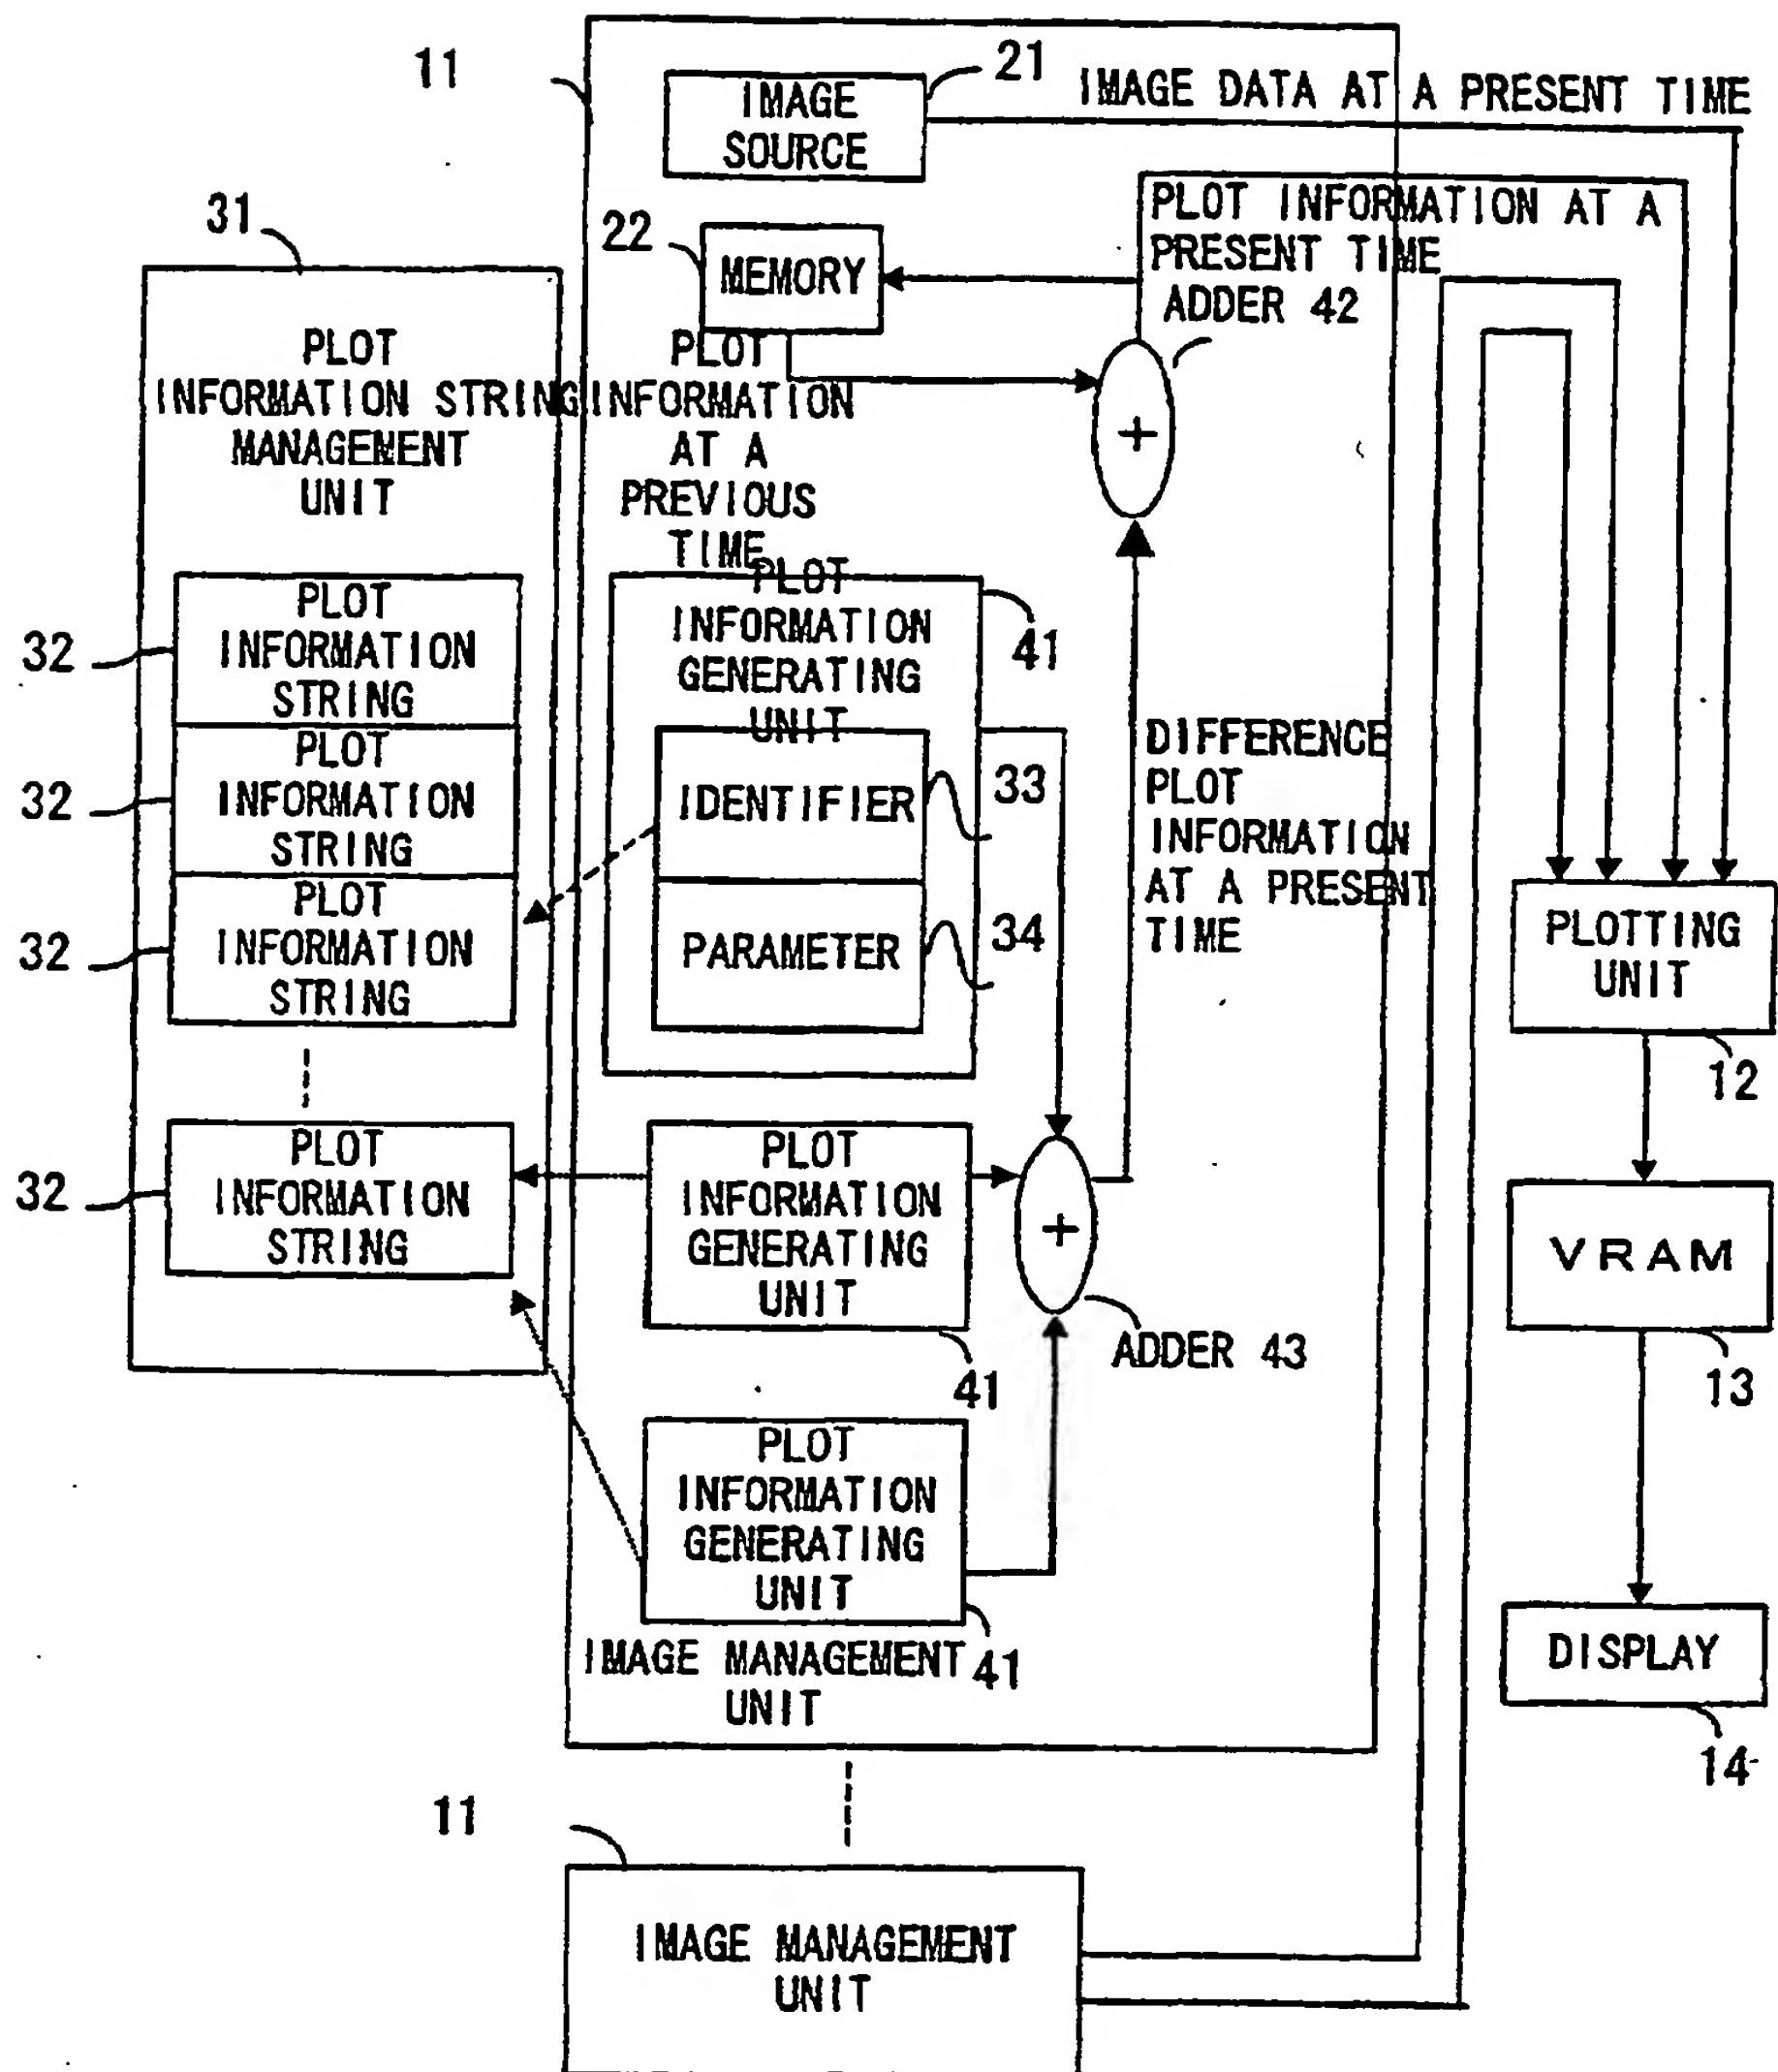 11
21
IMAGE
SOURCE
IMAGE DATA AT A PRESENT TIME
31
22
MEMORY
PLOT INFORMATION AT A
PRESENT TIME
ADDER 42
+
PLOT
INFORMATION STRING
MANAGEMENT
UNIT
PLOT
INFORMATION
AT A
PREVIOUS
TIME
32
PLOT
INFORMATION
STRING
32
PLOT
INFORMATION
STRING
32
PLOT
INFORMATION
STRING
32
PLOT
INFORMATION
STRING
PLOT
INFORMATION
GENERATING
UNIT
41
IDENTIFIER
33
PARAMETER
34
DIFFERENCE
PLOT
INFORMATION
AT A PRESENT
TIME
PLOTTING
UNIT
12
PLOT
INFORMATION
GENERATING
UNIT
41
+
ADDER 43
VRAM
13
PLOT
INFORMATION
GENERATING
UNIT
41
IMAGE MANAGEMENT
UNIT
DISPLAY
14
11
IMAGE MANAGEMENT
UNIT